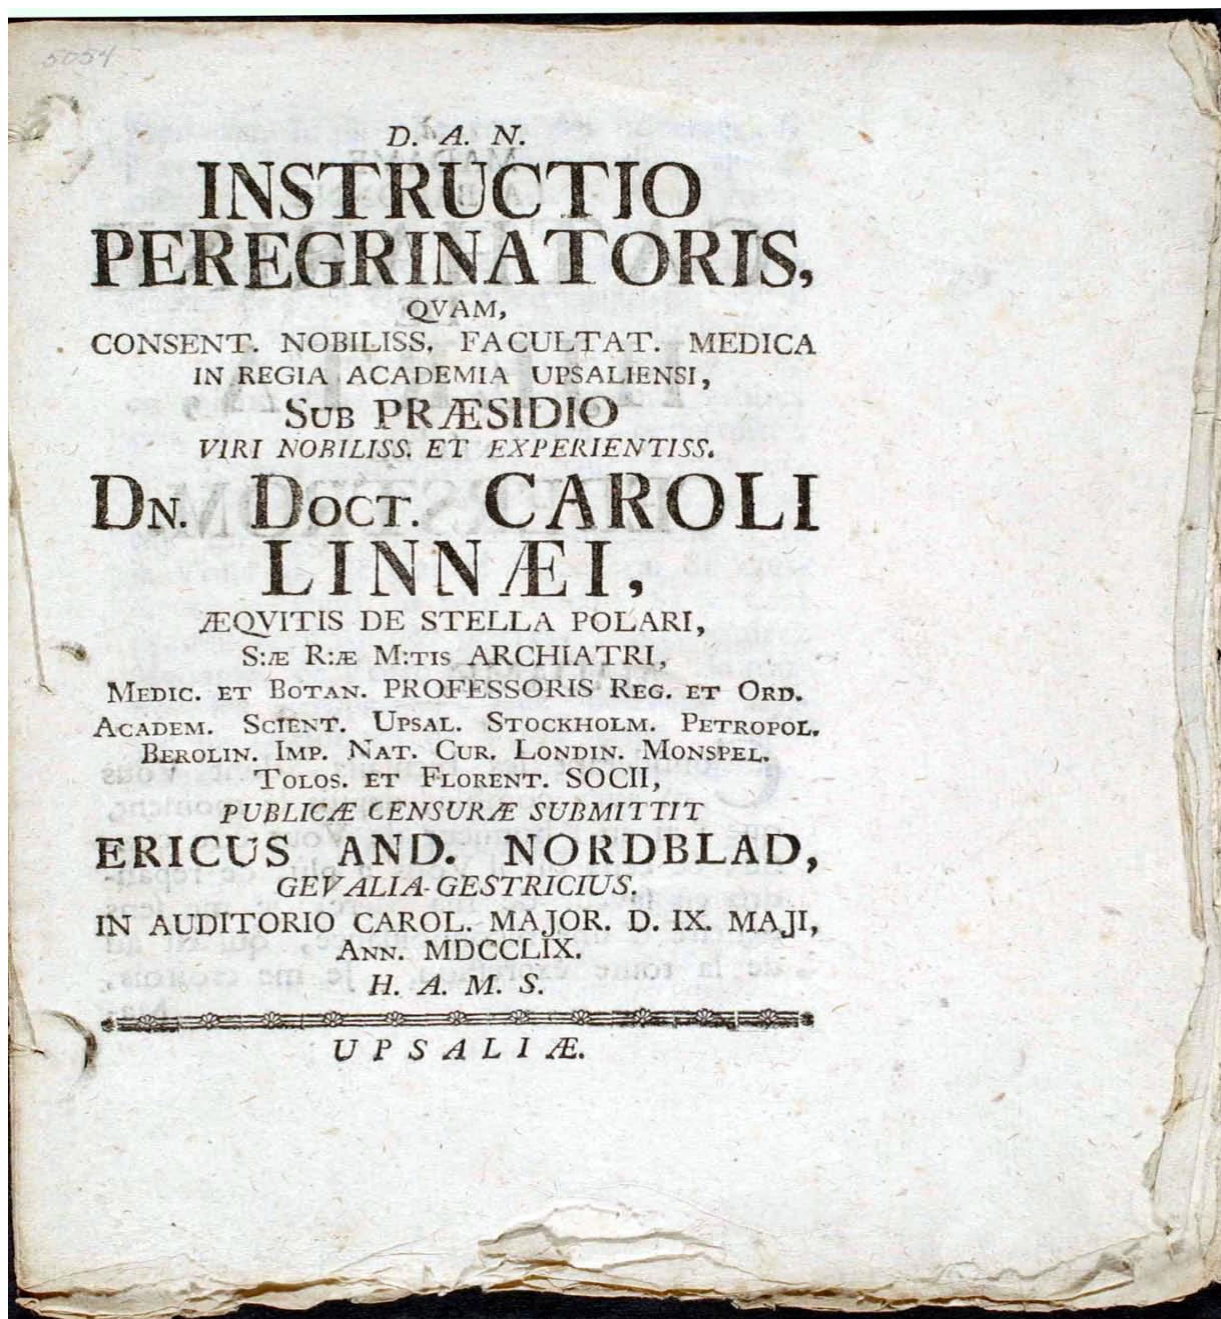 5054
D. A. N.
INSTRUCTIO
PEREGRINATORIS,
QVAM,
CONSENT. NOBILISS. FACULTAT. MEDICA
IN REGIA ACADEMIA UPSALIENSI,
SUB PRÆSIDIO
VIRI NOBILISS. ET EXPERIENTISS.
DN. DOCT. CAROLI
LINNÆI,
ÆQVITIS DE STELLA POLARI,
S:Æ R:Æ M:TIS ARCHIATRI,
MEDIC. ET BOTAN. PROFESSORIS REG. ET ORD.
ACADEM. SCIENT. UPSAL. STOCKHOLM. PETROPOL.
BEROLIN. IMP. NAT. CUR. LONDIN. MONSPEL.
TOLOS. ET FLORENT. SOCII,
PUBLICÆ CENSURÆ SUBMITTIT
ERICUS AND. NORDBLAD,
GEVALIA-GESTRICIUS.
IN AUDITORIO CAROL. MAJOR. D. IX. MAJI,
ANN. MDCCLIX.
H. A. M. S.
UPSALIÆ.